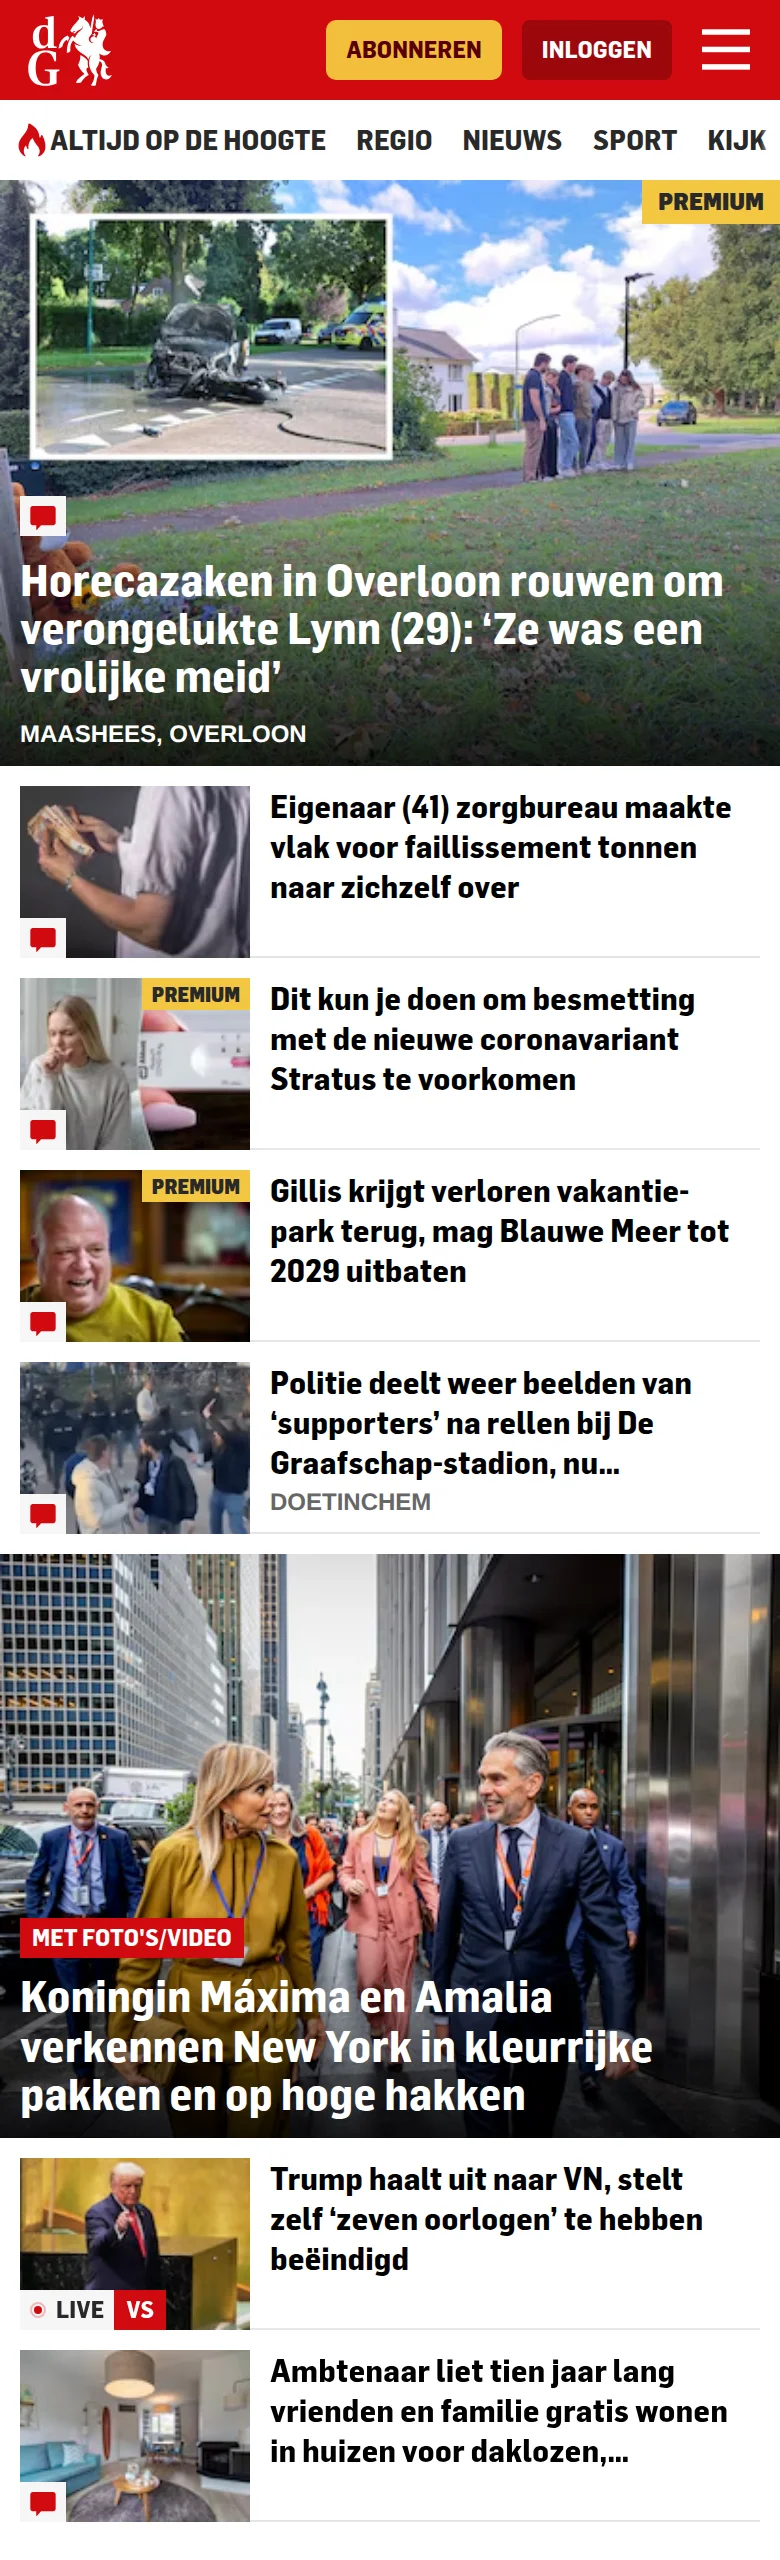 d
G
ABONNEREN
INLOGGEN
ALTIJD OP DE HOOGTE REGIO NIEUWS SPORT KIJK
PREMIUM
Horecazaken in Overloon rouwen om
verongelukte Lynn (29): ‘Ze was een
vrolijke meid’
MAASHEES, OVERLOON
Eigenaar (41) zorgbureau maakte
vlak voor faillissement tonnen
naar zichzelf over
PREMIUM
Dit kun je doen om besmetting
met de nieuwe coronavariant
Stratus te voorkomen
PREMIUM
Gillis krijgt verloren vakantie-
park terug, mag Blauwe Meer tot
2029 uitbaten
Politie deelt weer beelden van
‘supporters’ na rellen bij De
Graafschap-stadion, nu...
DOETINCHEM
MET FOTO'S/VIDEO
Koningin Máxima en Amalia
verkennen New York in kleurrijke
pakken en op hoge hakken
Trump haalt uit naar VN, stelt
zelf ‘zeven oorlogen’ te hebben
beëindigd
LIVE VS
Ambtenaar liet tien jaar lang
vrienden en familie gratis wonen
in huizen voor daklozen,...